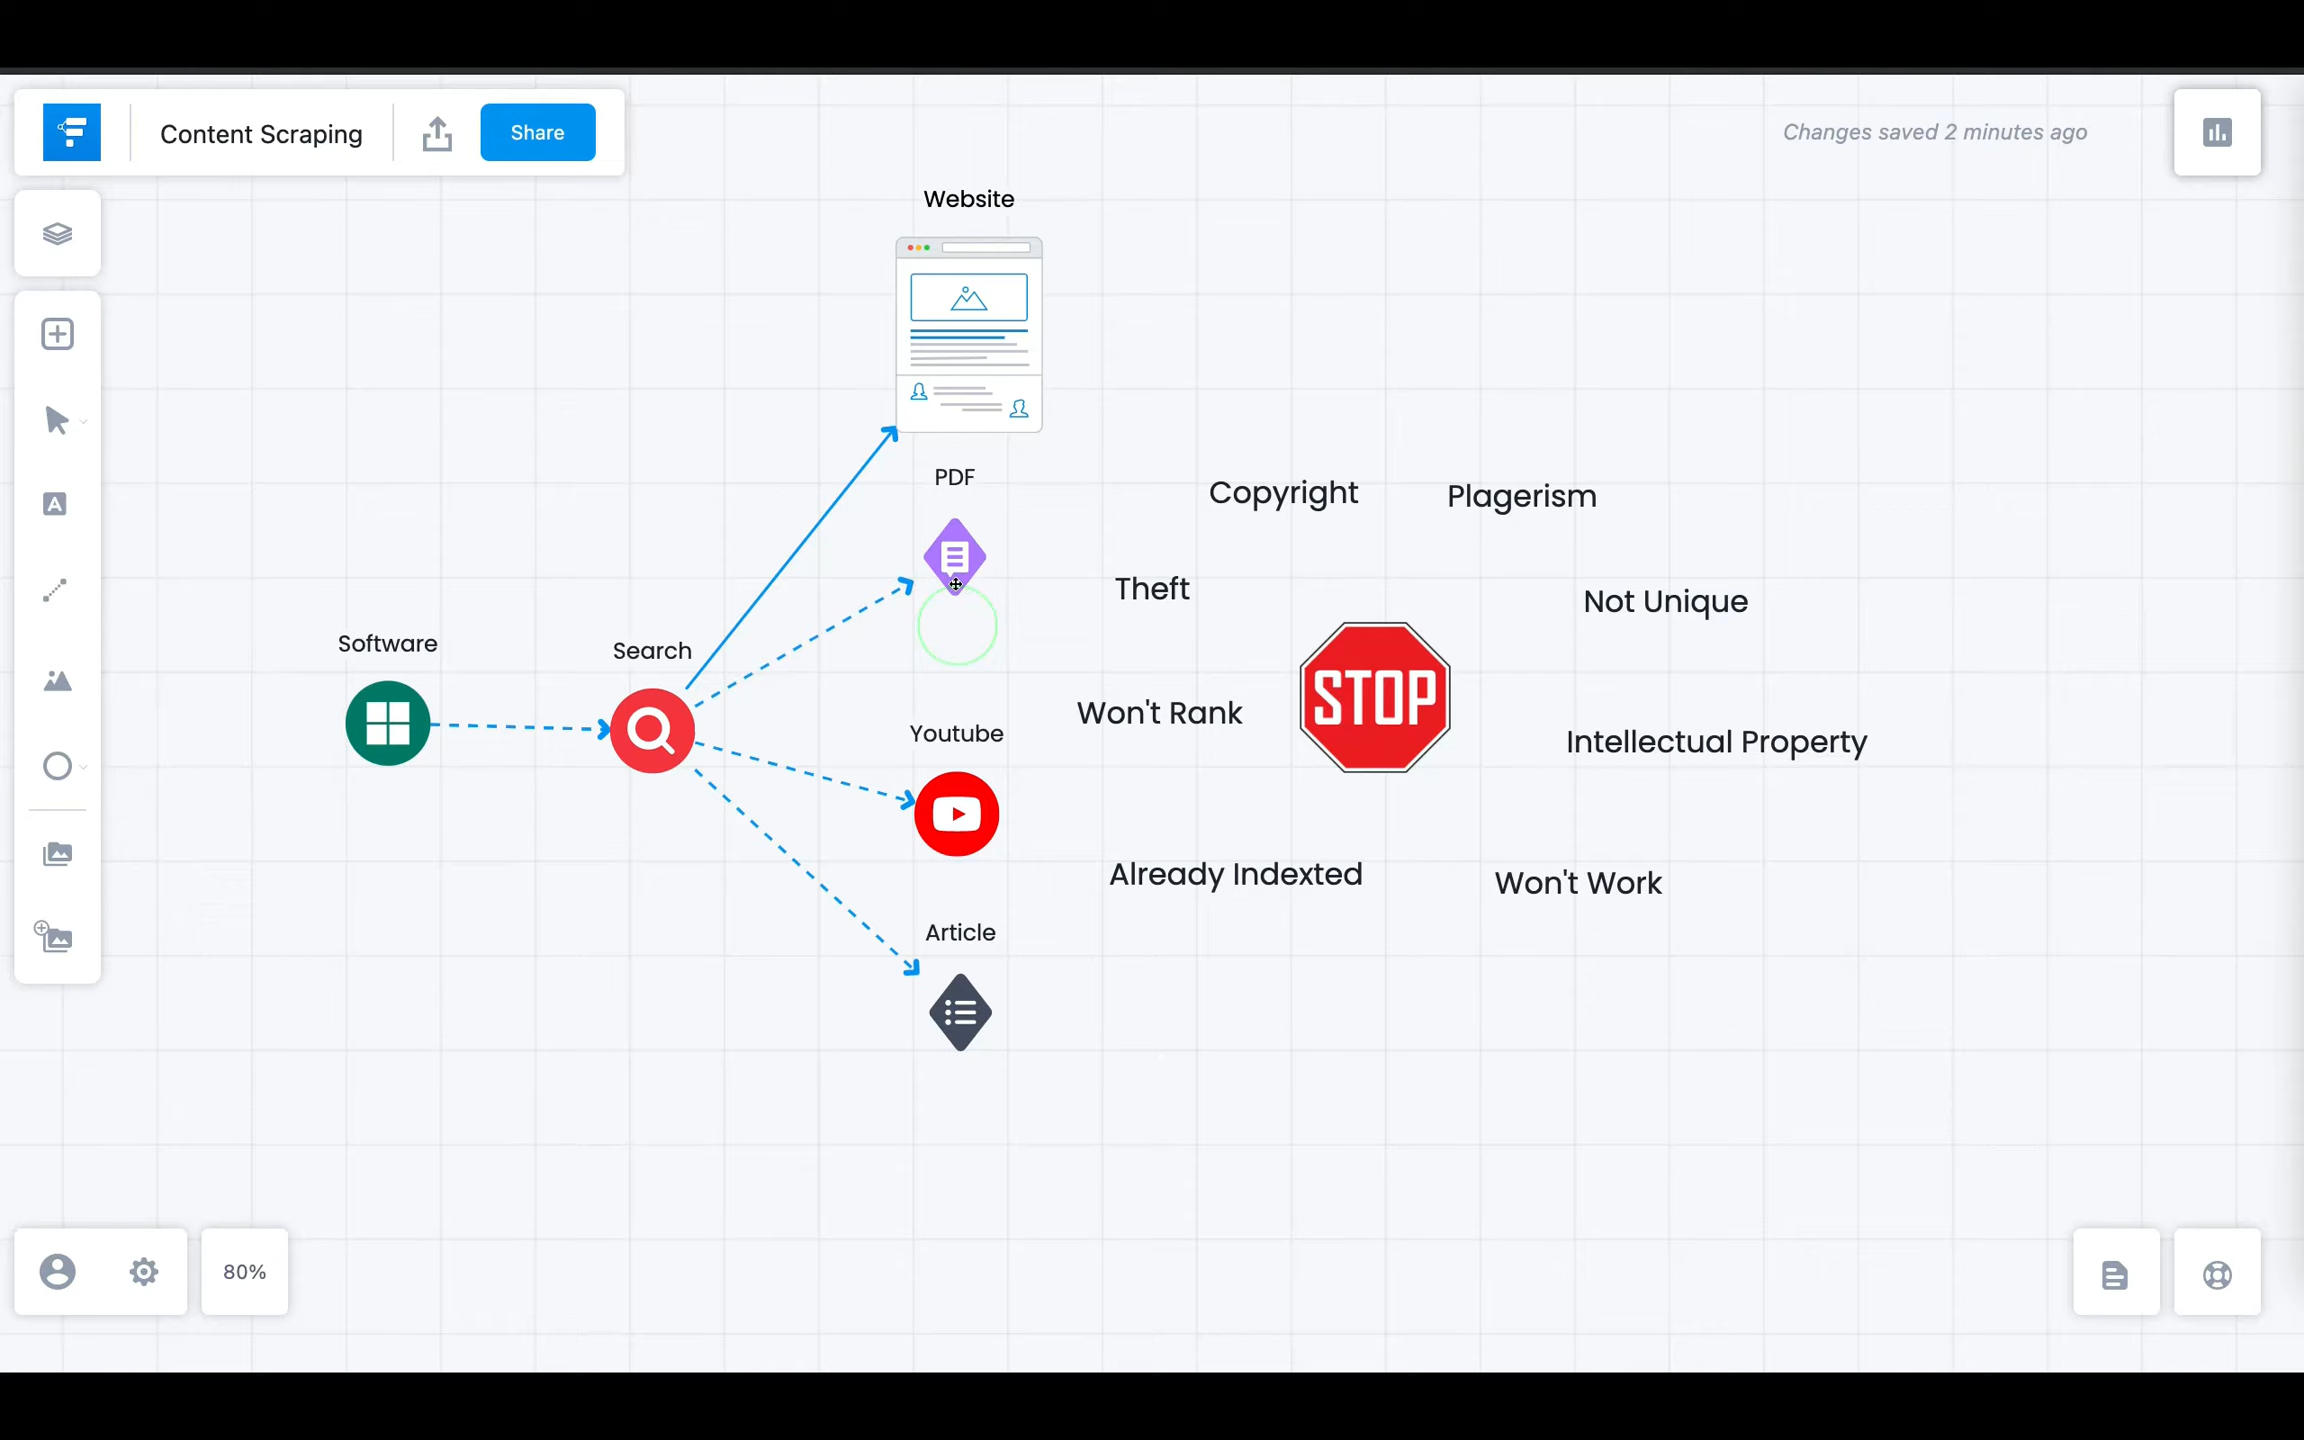 Content Scraping
Share
Changes saved 2 minutes ago
Website
PDF
Copyright
Plagerism
Theft
Not Unique
Software
Search
STOP
Won't Rank
Youtube
Intellectual Property
Already Indexted
Won't Work
Article
80%